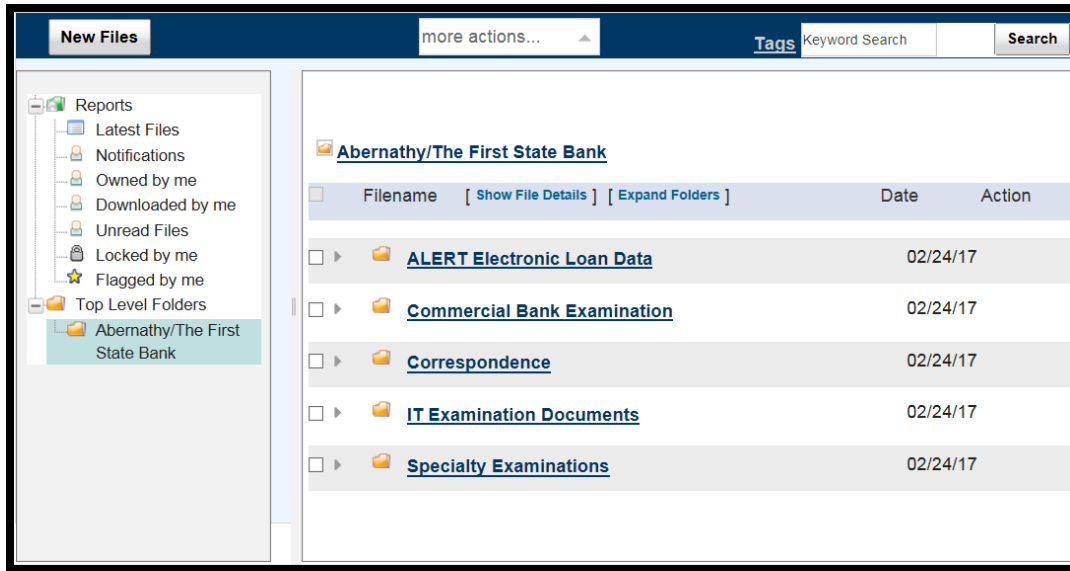 New Files
more actions...
Tags
Keyword Search
Search
Reports
Latest Files
Notifications
Owned by me
Downloaded by me
Unread Files
Locked by me
Flagged by me
Top Level Folders
Abernathy/The First
State Bank
Abernathy/The First State Bank
Filename [ Show File Details ] [ Expand Folders ] Date Action
ALERT Electronic Loan Data 02/24/17
Commercial Bank Examination 02/24/17
Correspondence 02/24/17
IT Examination Documents 02/24/17
Specialty Examinations 02/24/17